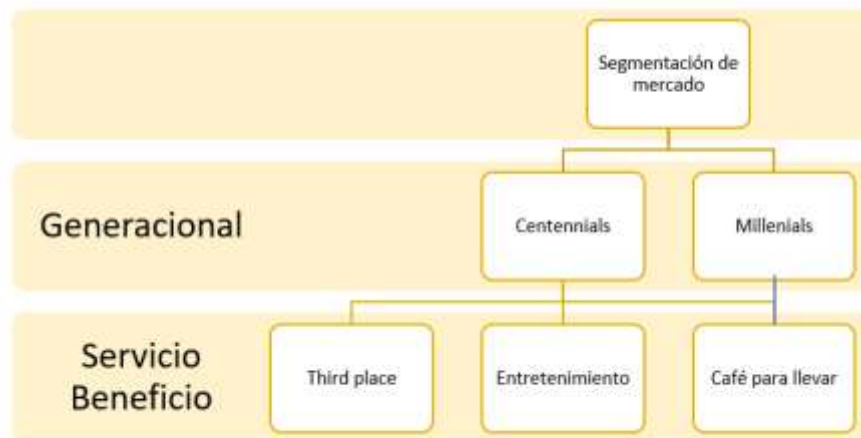 Segmentación de
mercado
Generacional
Centennials
Millenials
Servicio
Beneficio
Third place
Entretenimiento
Café para llevar